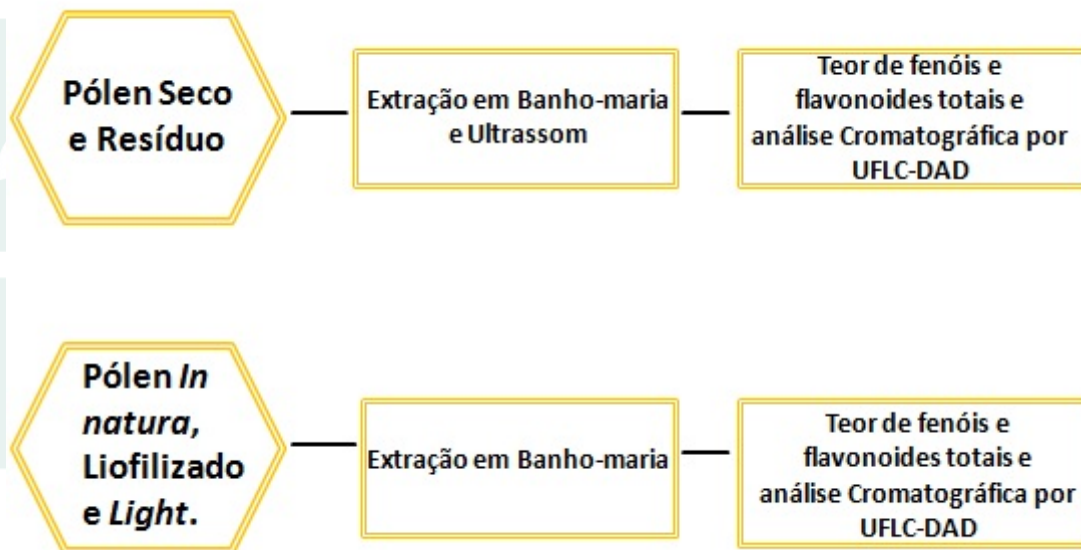 Pólen Seco
e Resíduo
Extração em Banho-maria
e Ultrassom
Teor de fenóis e
flavonoides totais e
análise Cromatográfica por
UFLC-DAD
Pólen In
natura,
Liofilizado
e Light.
Extração em Banho-maria
Teor de fenóis e
flavonoides totais e
análise Cromatográfica por
UFLC-DAD